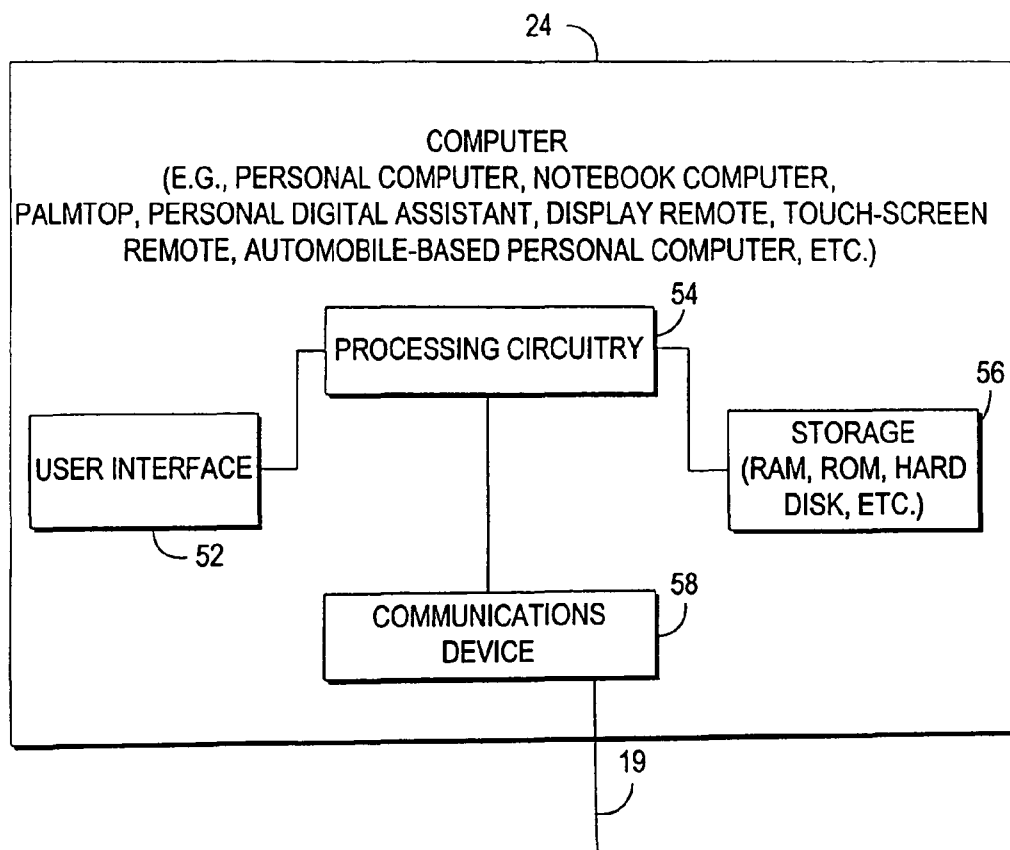 24
COMPUTER
(E.G., PERSONAL COMPUTER, NOTEBOOK COMPUTER,
PALMTOP, PERSONAL DIGITAL ASSISTANT, DISPLAY REMOTE, TOUCH-SCREEN
REMOTE, AUTOMOBILE-BASED PERSONAL COMPUTER, ETC.)
54
PROCESSING CIRCUITRY
56
USER INTERFACE
STORAGE
(RAM, ROM, HARD
DISK, ETC.)
52
58
COMMUNICATIONS
DEVICE
19